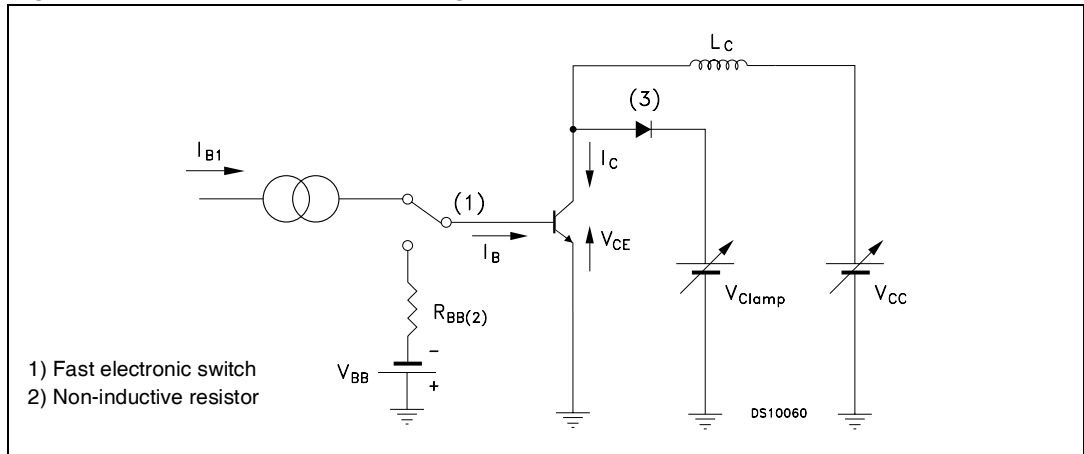 L_C
(3)
I_B1
I_C
(1)
I_B
V_CE
V_Clamp
V_CC
R_BB(2)
–
V_BB
+
1) Fast electronic switch
2) Non-inductive resistor
DS10060